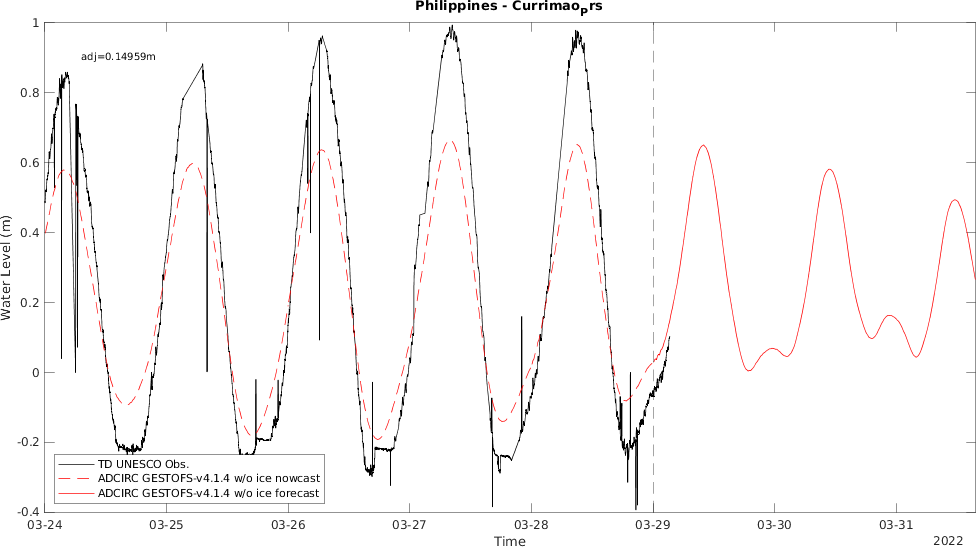 Philippines - Currimaoprs
adj=0.14959m
1
0.8
0.6
0.4
0.2
0
-0.2
-0.4
Water Level (m)
TD UNESCO Obs.
ADCIRC GESTOFS-v4.1.4 w/o ice nowcast
ADCIRC GESTOFS-v4.1.4 w/o ice forecast
03-24 03-25 03-26 03-27 03-28 03-29 03-30 03-31
Time
2022